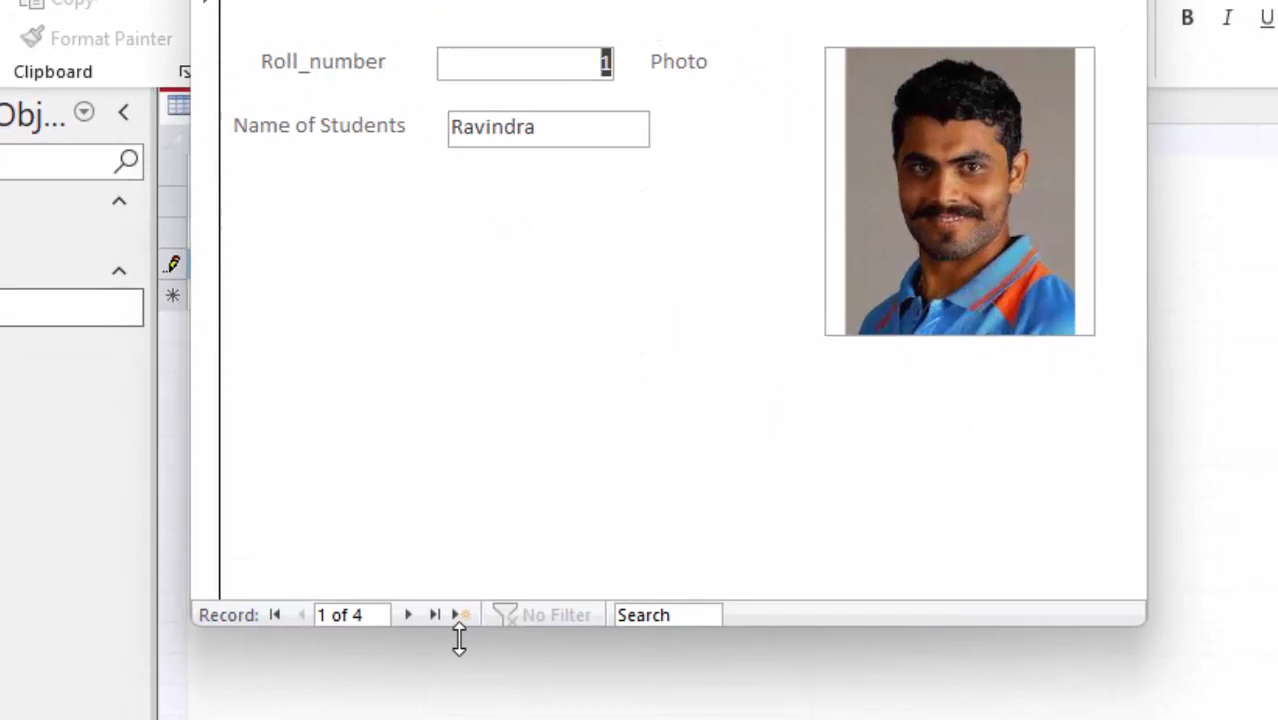 Copy
Format Painter
Clipboard
B I U
Obj...
Roll_number 1 Photo
Name of Students Ravindra
Record: 1 of 4 No Filter Search